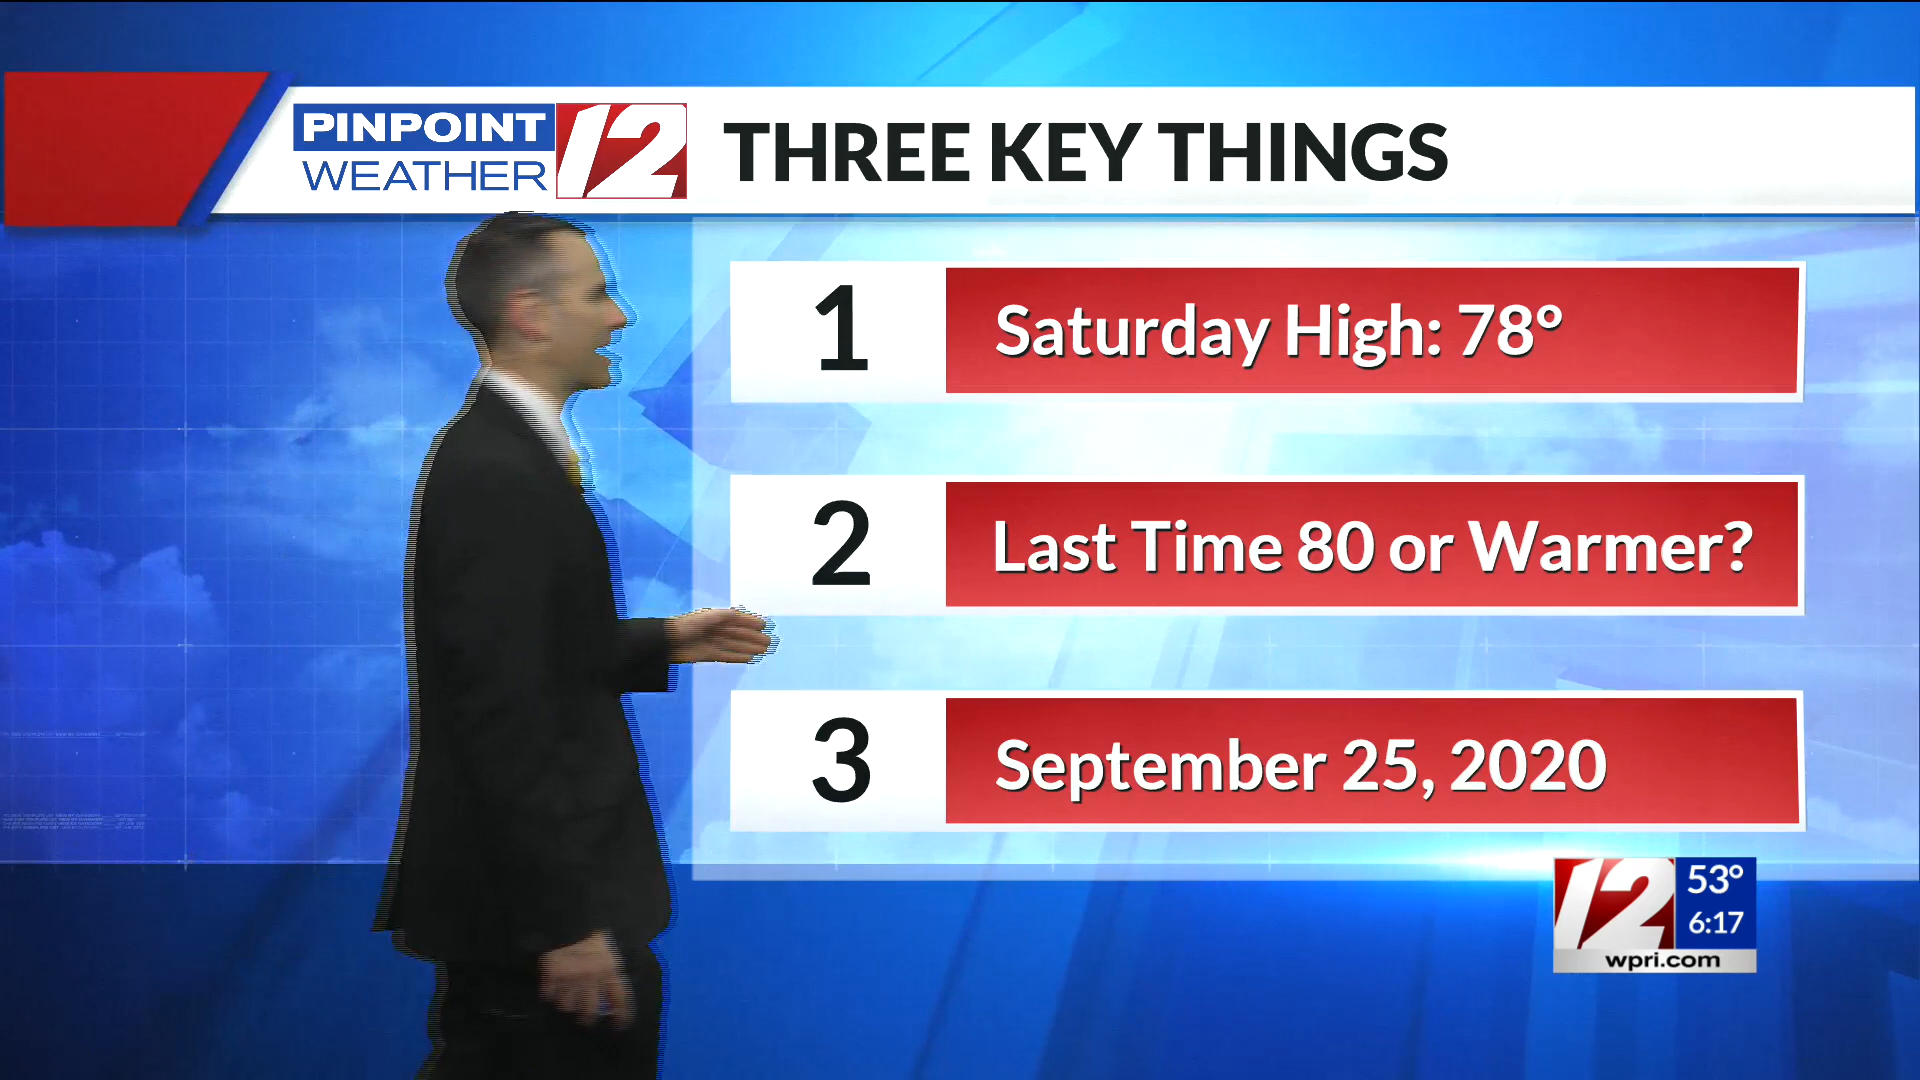 PINPOINT
WEATHER
12
THREE KEY THINGS
1
Saturday High: 78°
2
Last Time 80 or Warmer?
3
September 25, 2020
12
53°
6:17
wpri.com